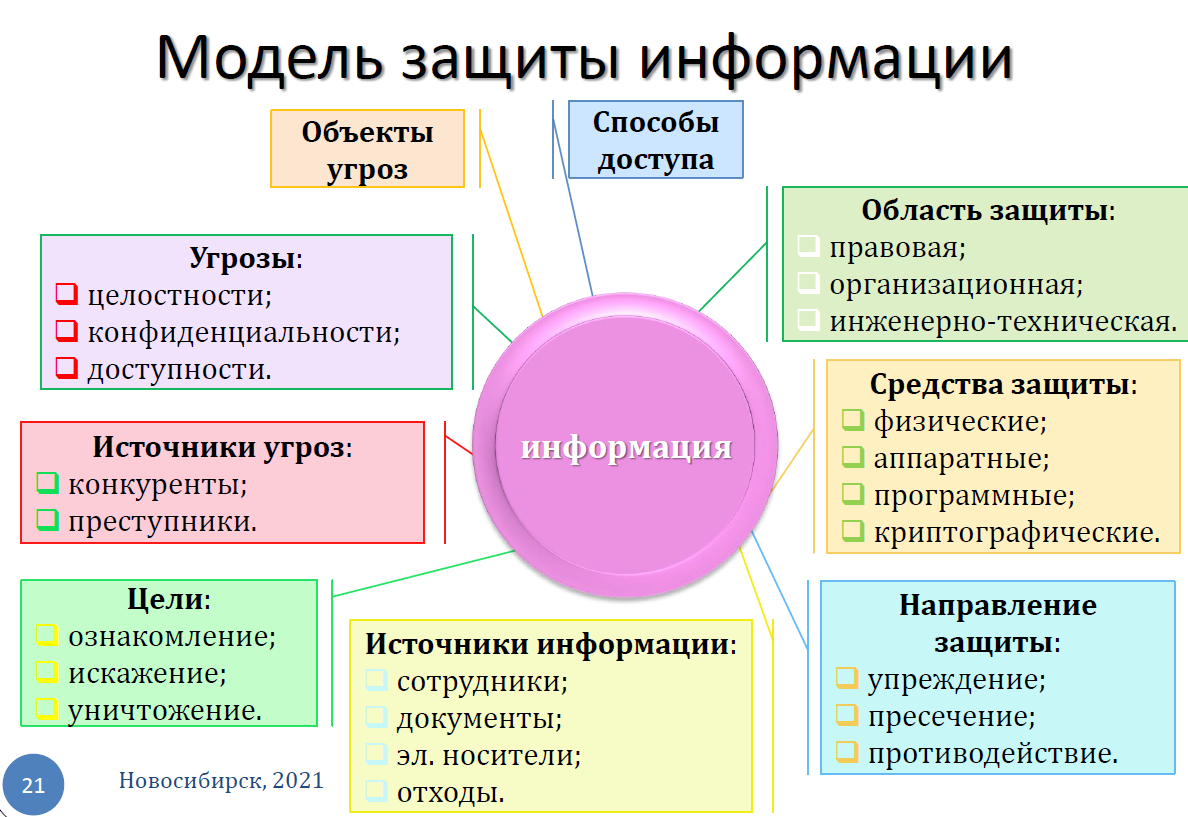 Модель защиты информации
Объекты
угроз
Способы
доступа
Угрозы:
целостности;
конфиденциальности;
доступности.
Область защиты:
правовая;
организационная;
инженерно-техническая.
Источники угроз:
конкуренты;
преступники.
информация
Средства защиты:
физические;
аппаратные;
программные;
криптографические.
Цели:
ознакомление;
искажение;
уничтожение.
Источники информации:
сотрудники;
документы;
эл. носители;
отходы.
Направление
защиты:
упреждение;
пресечение;
противодействие.
21
Новосибирск, 2021